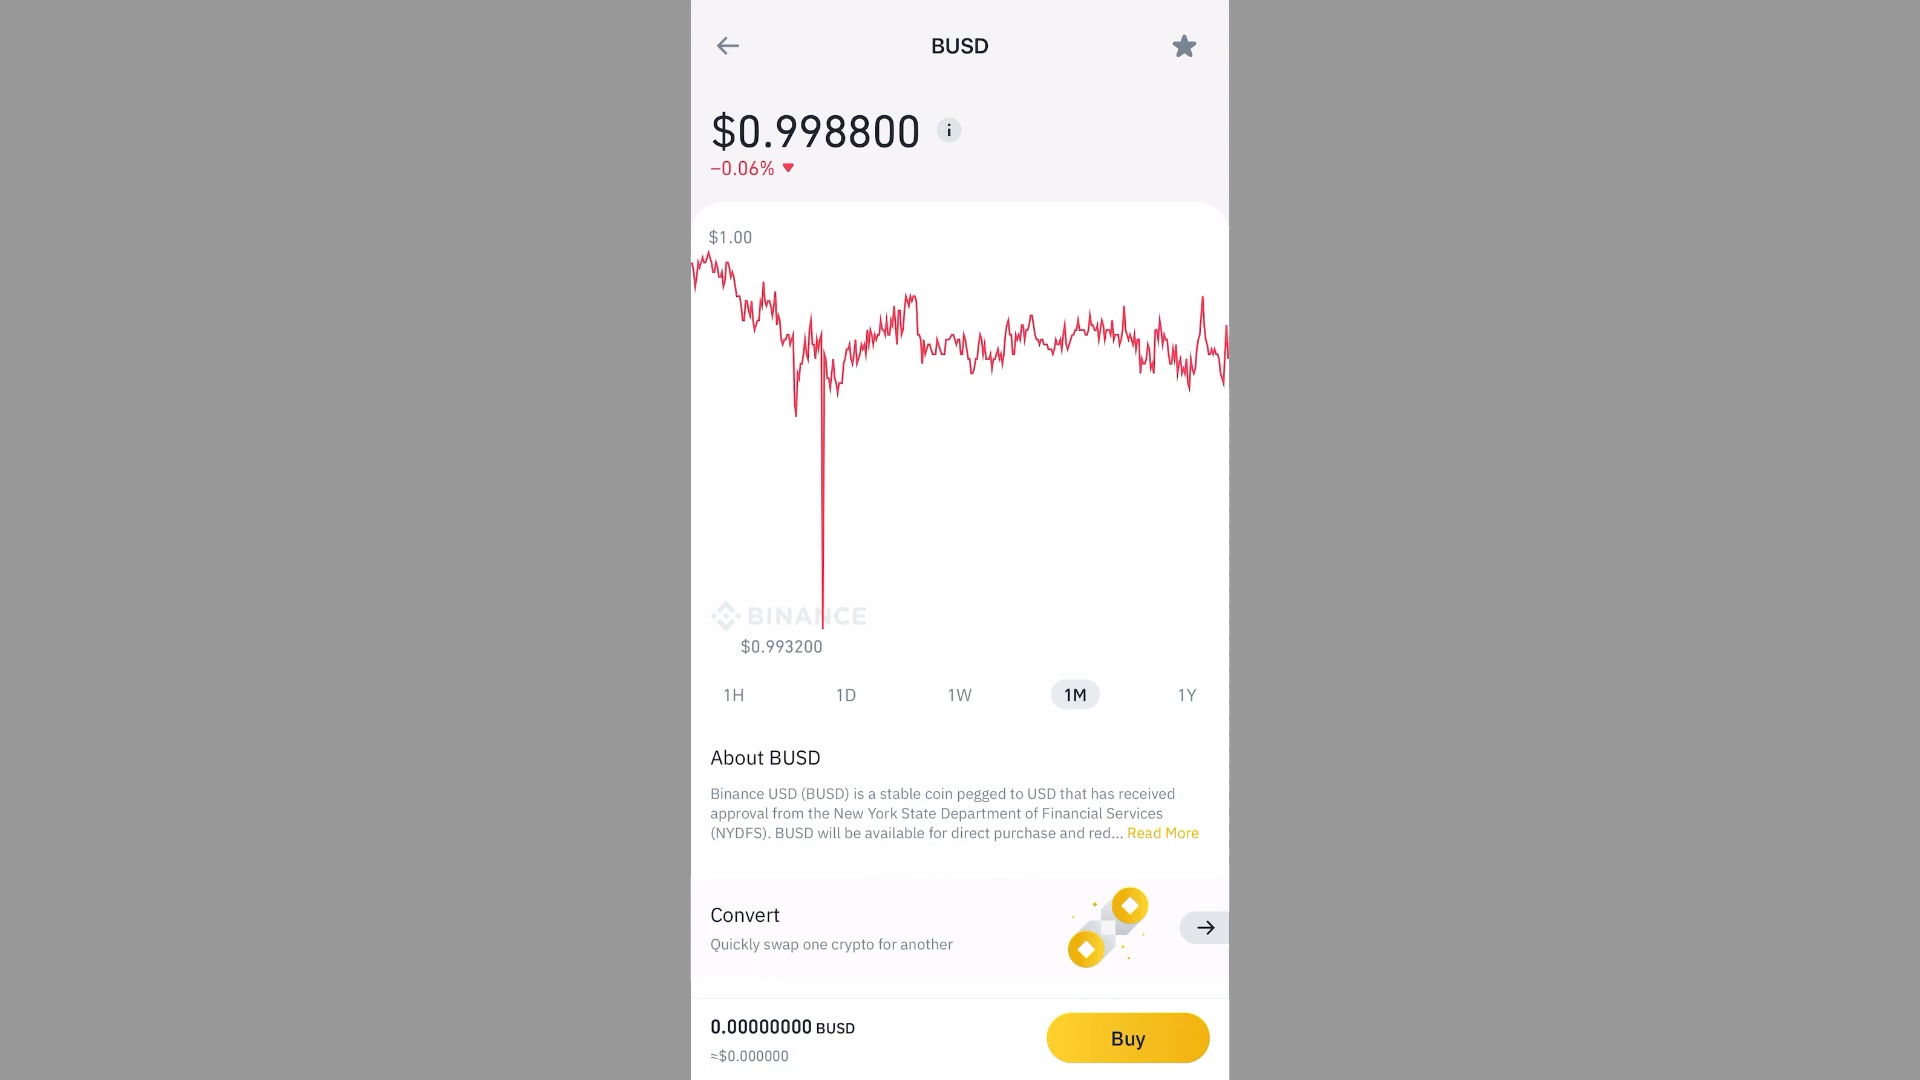 BUSD
$0.998800 i
−0.06%
$1.00
BINANCE
$0.993200
1H 1D 1W 1M 1Y
About BUSD
Binance USD (BUSD) is a stable coin pegged to USD that has received
approval from the New York State Department of Financial Services
(NYDFS). BUSD will be available for direct purchase and red... Read More
Convert
Quickly swap one crypto for another
0.00000000 BUSD
≈$0.000000
Buy